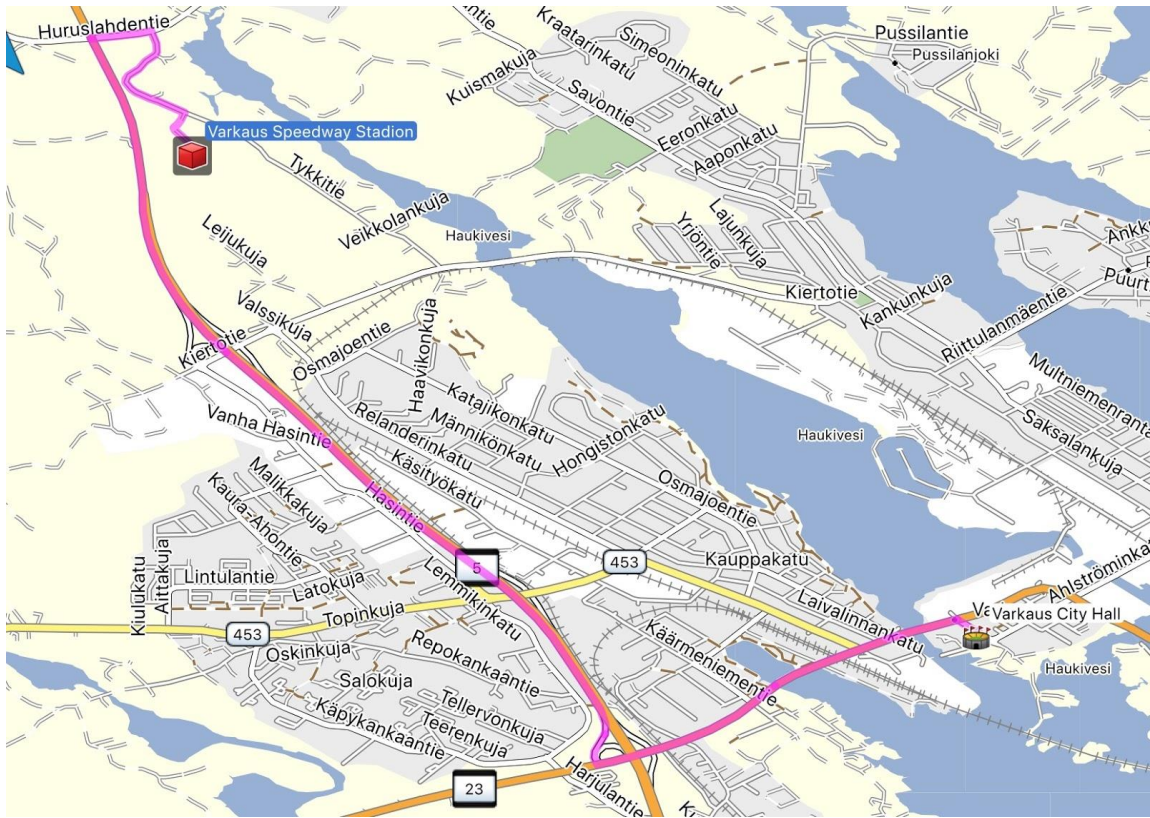 Huruslahdentie
Kraatarinkatu
Simeoninkatu
Pussilantie
Pussilanjoki
Kuismakuja
Savontie
Eeronkatu
Aaponkatu
Varkaus Speedway Stadion
Tykkitie
Veikkolankuja
Haukivesi
Leijukuja
Lajunkuja
Yrjöntie
Kiertotie
Kankunkuja
Riittulanmäentie
Valssikuja
Kiertotie
Osmajoentie
Haavikonkuja
Katajikonkatu
Männikönkatu
Relanderinkatu
Hongistonkatu
Multniemenranta
Saksalankuja
Haukivesi
Vanha Hasintie
Käsityökatu
Osmajoentie
Malikkakuja
Kaura-Ahontie
Hasintie
Kauppakatu
453
5
Kiulukatu
Aittakuja
Lintulantie
Latokuja
Lemmikinkatu
Topinkuja
453
Laivalinnankatu
Varkaus City Hall
Haukivesi
Oskinkuja
Repokankaantie
Käärmeniementie
Salokuja
Tellervonkuja
Teerenkuja
Käpykankaantie
Harjulantie
23